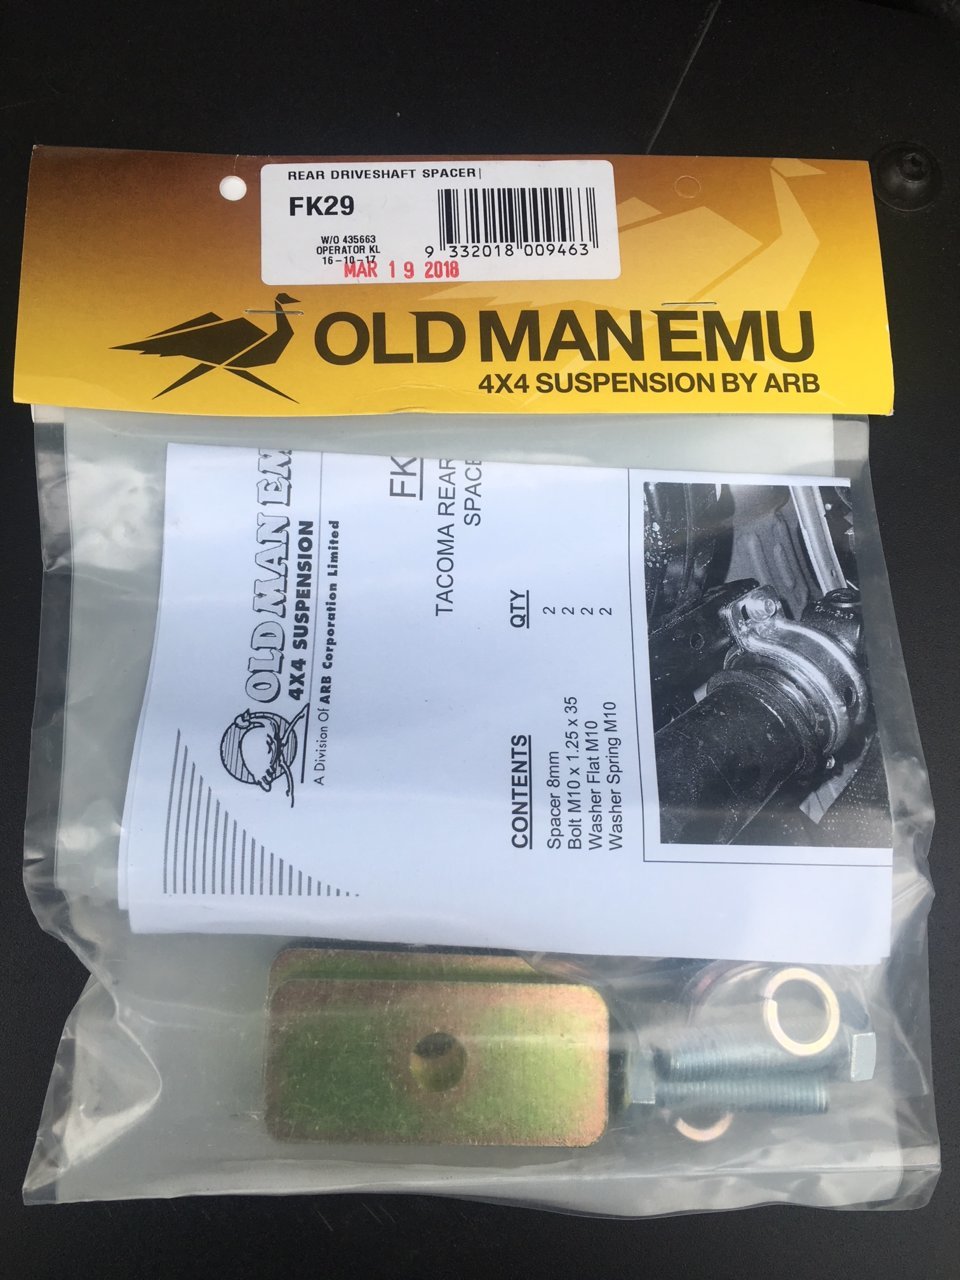 REAR DRIVESHAFT SPACER
FK29
W/O 435663
OPERATOR KL
16-10-17
MAR 19 2018
9 332018 009463
OLD MAN EMU
4X4 SUSPENSION BY ARB
OLD MAN EM
4X4 SUSPENSION
A Division Of ARB Corporation Limited
FK
TACOMA REAR
SPACE
CONTENTS QTY
Spacer 8mm 2
Bolt M10 x 1.25 x 35 2
Washer Flat M10 2
Washer Spring M10 2